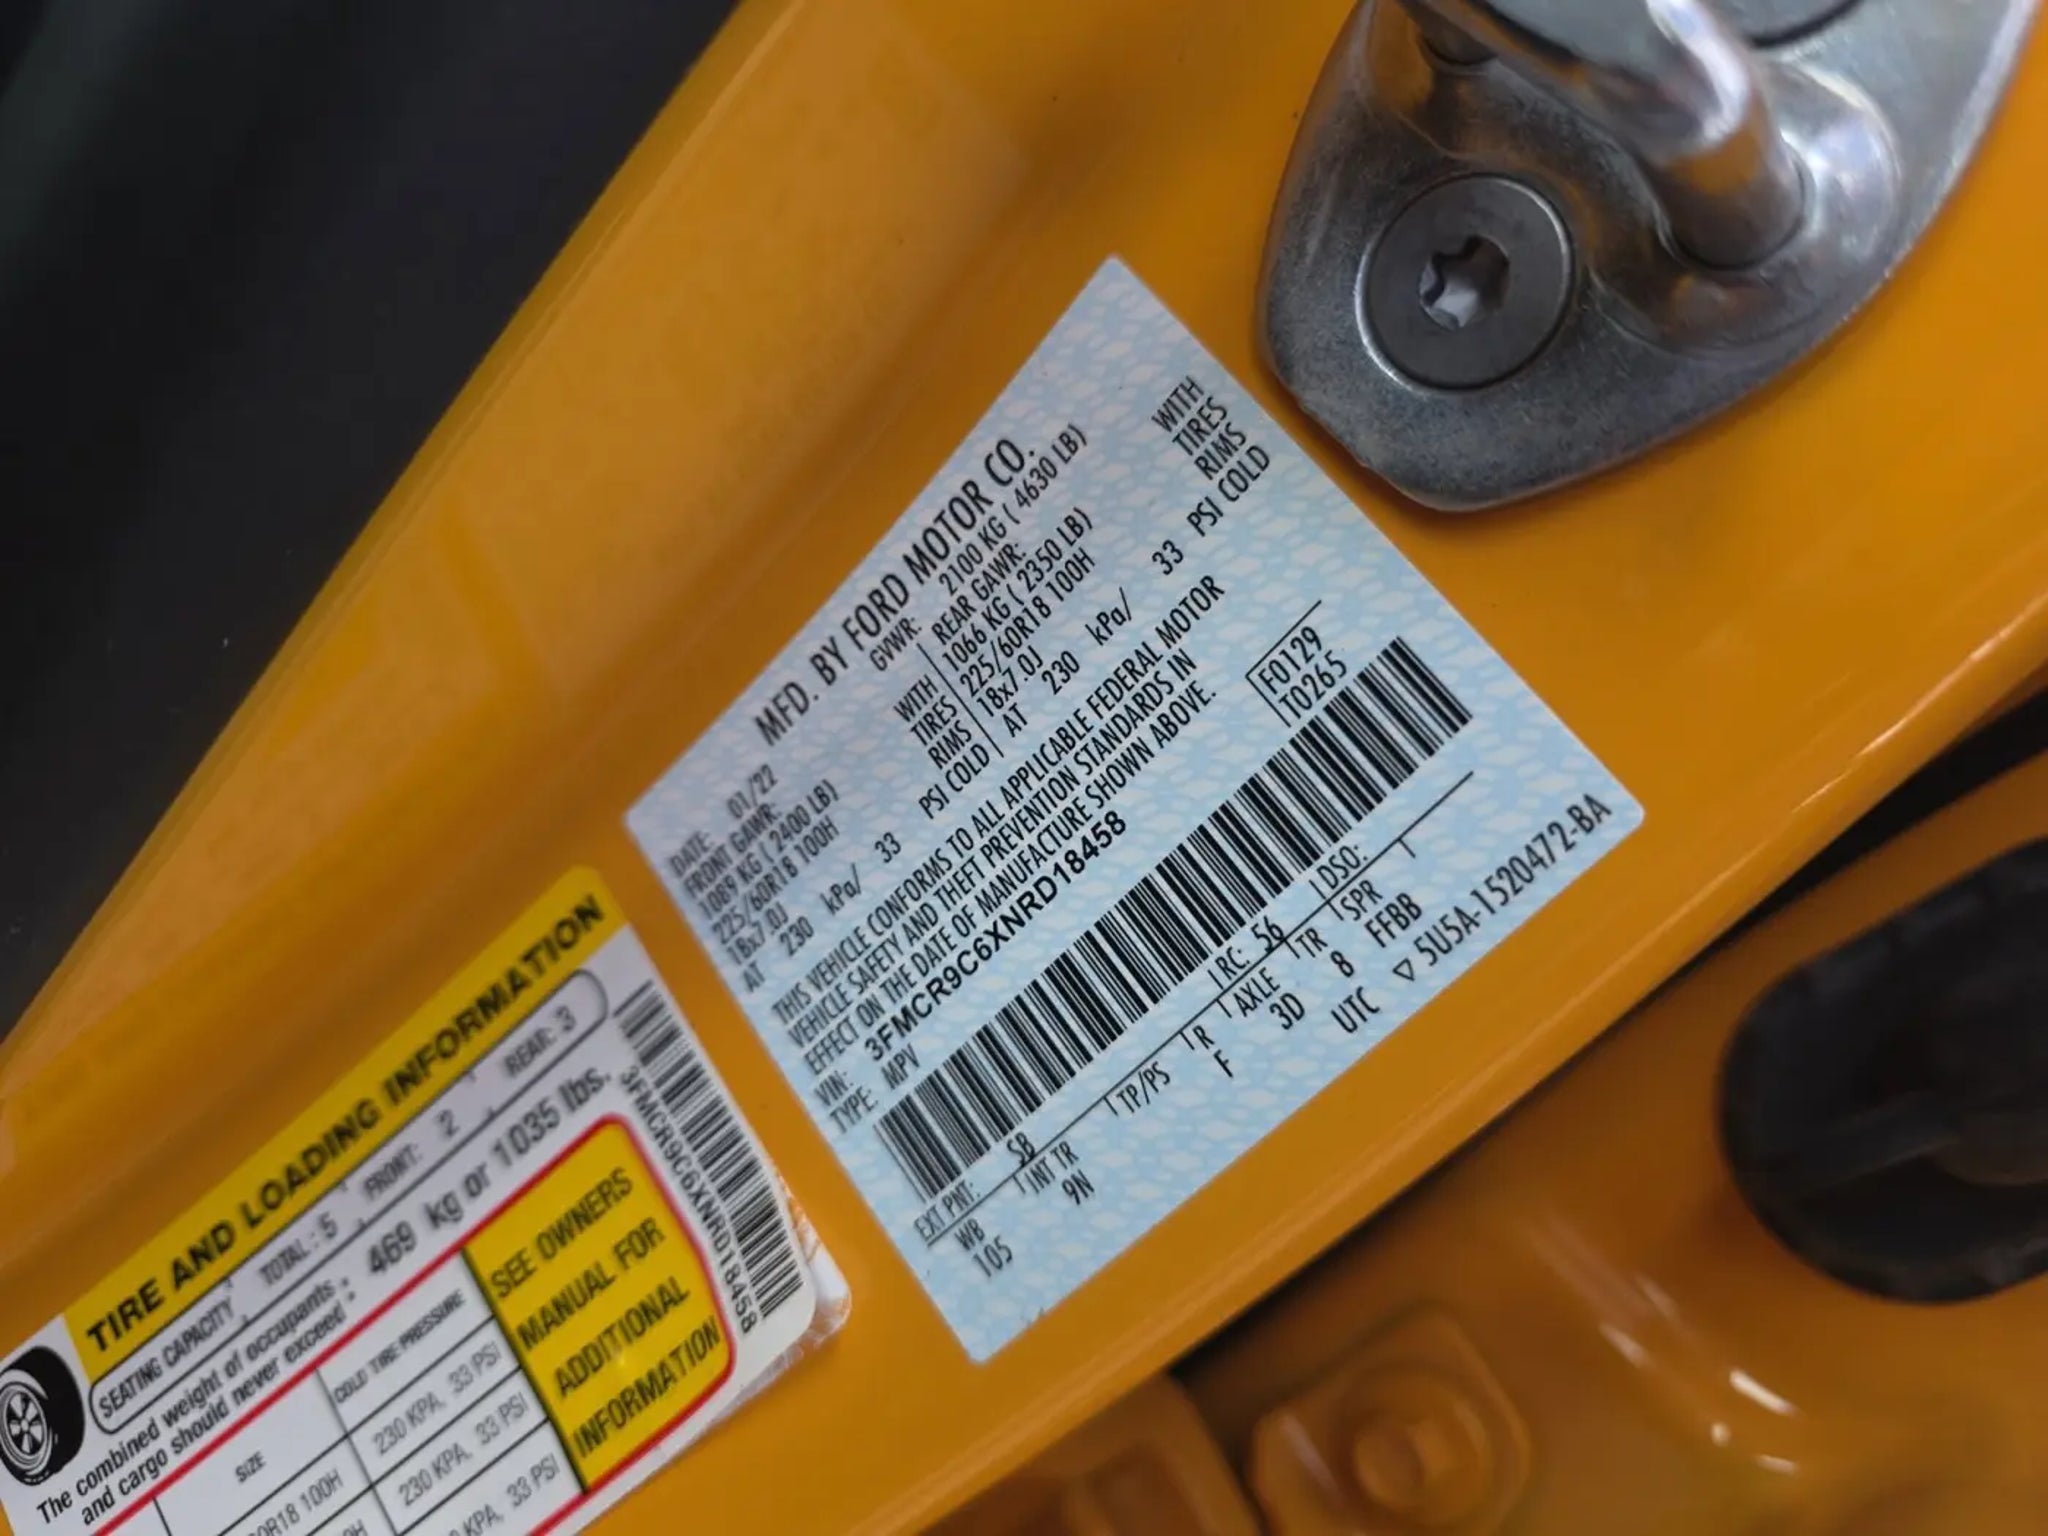 MFD. BY FORD MOTOR CO.
DATE: 01/22 GVWR: 2100 KG ( 4630 LB)
FRONT GAWR: REAR GAWR:
1089 KG ( 2400 LB) WITH 1066 KG ( 2350 LB) WITH
225/60R18 100H TIRES 225/60R18 100H TIRES
18x7.0J RIMS 18x7.0J RIMS
AT 230 kPa/ 33 PSI COLD AT 230 kPa/ 33 PSI COLD
THIS VEHICLE CONFORMS TO ALL APPLICABLE FEDERAL MOTOR
VEHICLE SAFETY AND THEFT PREVENTION STANDARDS IN
EFFECT ON THE DATE OF MANUFACTURE SHOWN ABOVE.
VIN: 3FMCR9C6XNRD18458 F0129
TYPE: MPV T0265
EXT PNT: SB RC: 56 DSO:
WB INT TR TP/PS R AXLE TR SPR
105 9N F 3D 8 FFBB
UTC ▽ 5U5A-1520472-BA
TIRE AND LOADING INFORMATION
SEATING CAPACITY TOTAL: 5 FRONT: 2 REAR: 3
The combined weight of occupants
and cargo should never exceed : 469 kg or 1035 lbs.
SIZE COLD TIRE PRESSURE
0R18 100H 230 KPA, 33 PSI
0H 230 KPA, 33 PSI
0 KPA, 33 PSI
SEE OWNERS
MANUAL FOR
ADDITIONAL
INFORMATION
3FMCR9C6XNRD18458